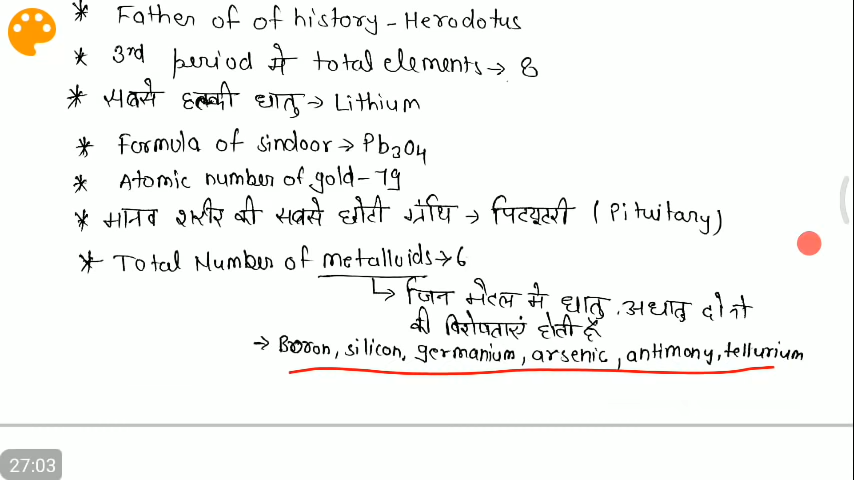 * Father of of history - Herodotus
* 3rd period में total elements → 8
* सबसे हल्की धातु → Lithium
* Formula of sindoor → Pb3O4
* Atomic number of gold - 79
* मानव शरीर की सबसे छोटी ग्रंथि → पिट्यूटरी (Pituitary)
* Total Number of metalloids → 6
↳ जिन मेटल में धातु, अधातु दोनो
की विशेषताएं होती हैं
→ Boron, silicon, germanium, arsenic, antimony, tellurium
27:03